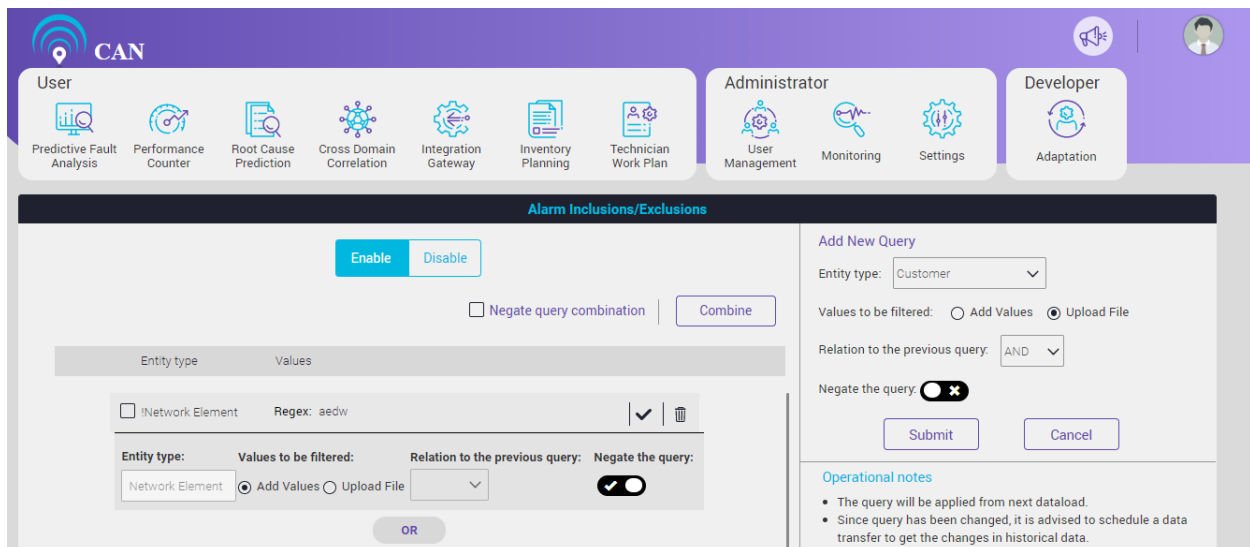 CAN
User
Administrator
Developer
Predictive Fault Analysis
Performance Counter
Root Cause Prediction
Cross Domain Correlation
Integration Gateway
Inventory Planning
Technician Work Plan
User Management
Monitoring
Settings
Adaptation
Alarm Inclusions/Exclusions
Enable Disable
Negate query combination Combine
Entity type Values
!Network Element Regex: aedw
Entity type: Values to be filtered: Relation to the previous query: Negate the query:
Network Element Add Values Upload File
OR
Add New Query
Entity type: Customer
Values to be filtered: Add Values Upload File
Relation to the previous query: AND
Negate the query:
Submit Cancel
Operational notes
The query will be applied from next dataload.
Since query has been changed, it is advised to schedule a data
transfer to get the changes in historical data.